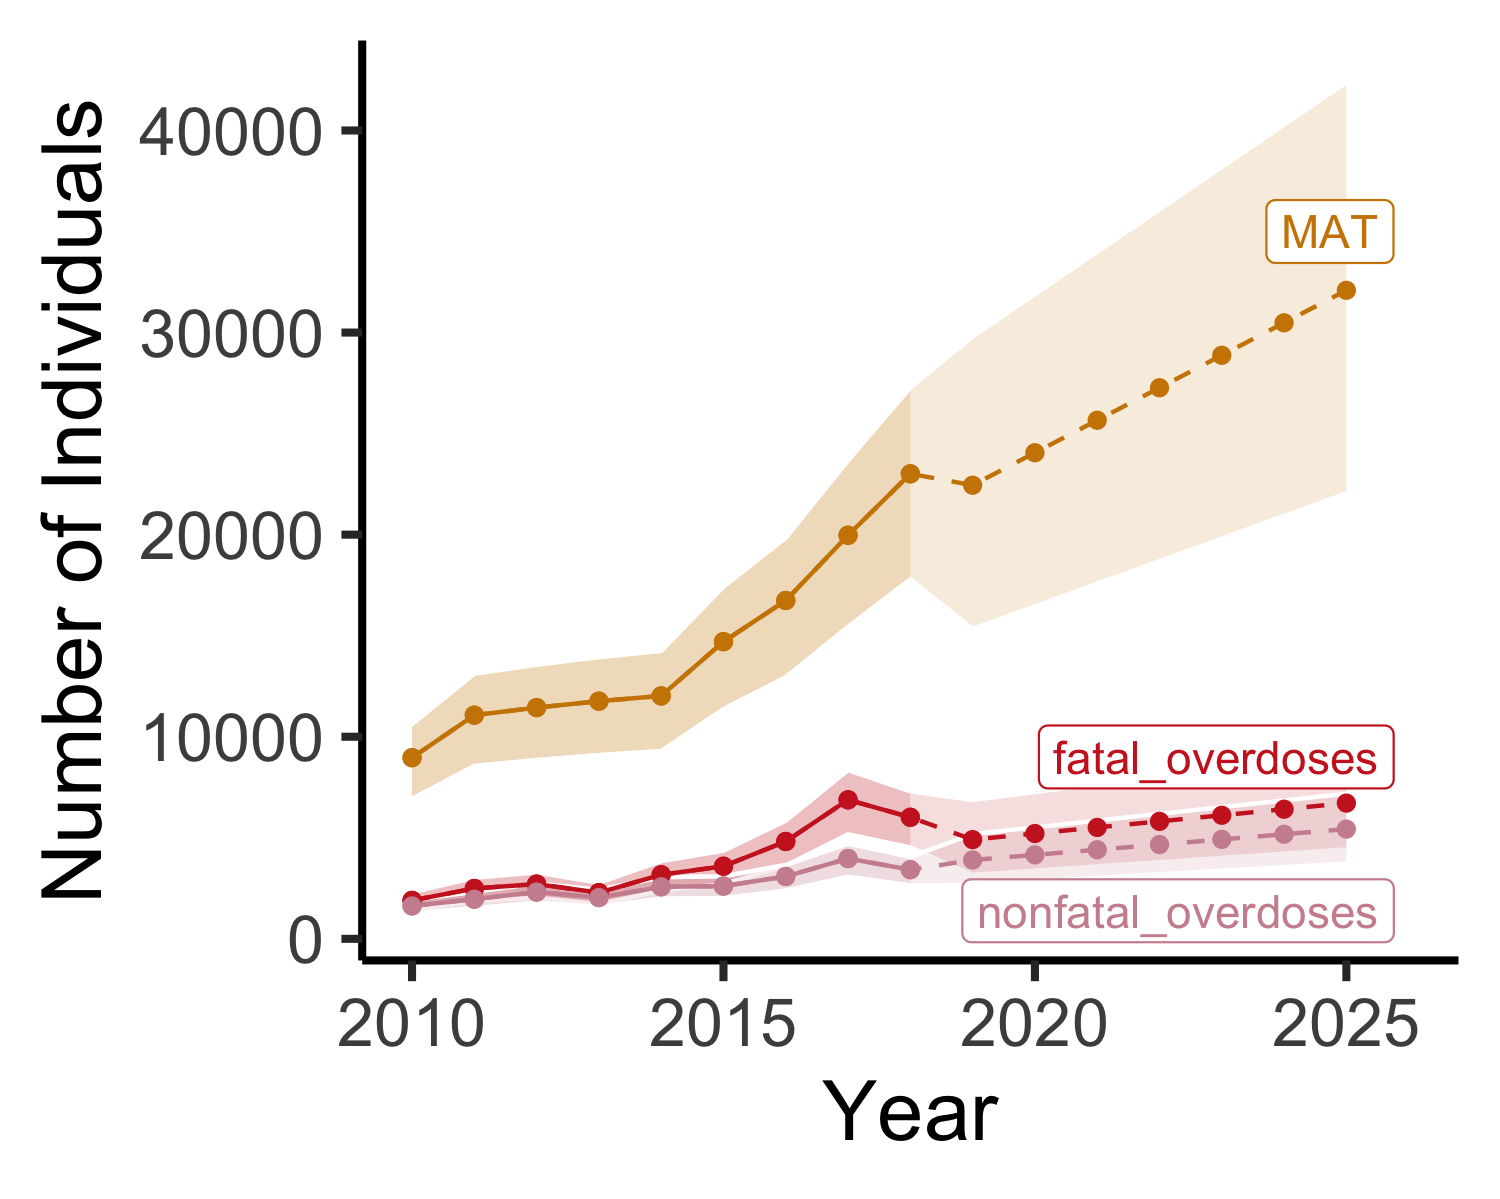 Number of Individuals
40000
30000
20000
10000
0
MAT
fatal_overdoses
nonfatal_overdoses
2010 2015 2020 2025
Year